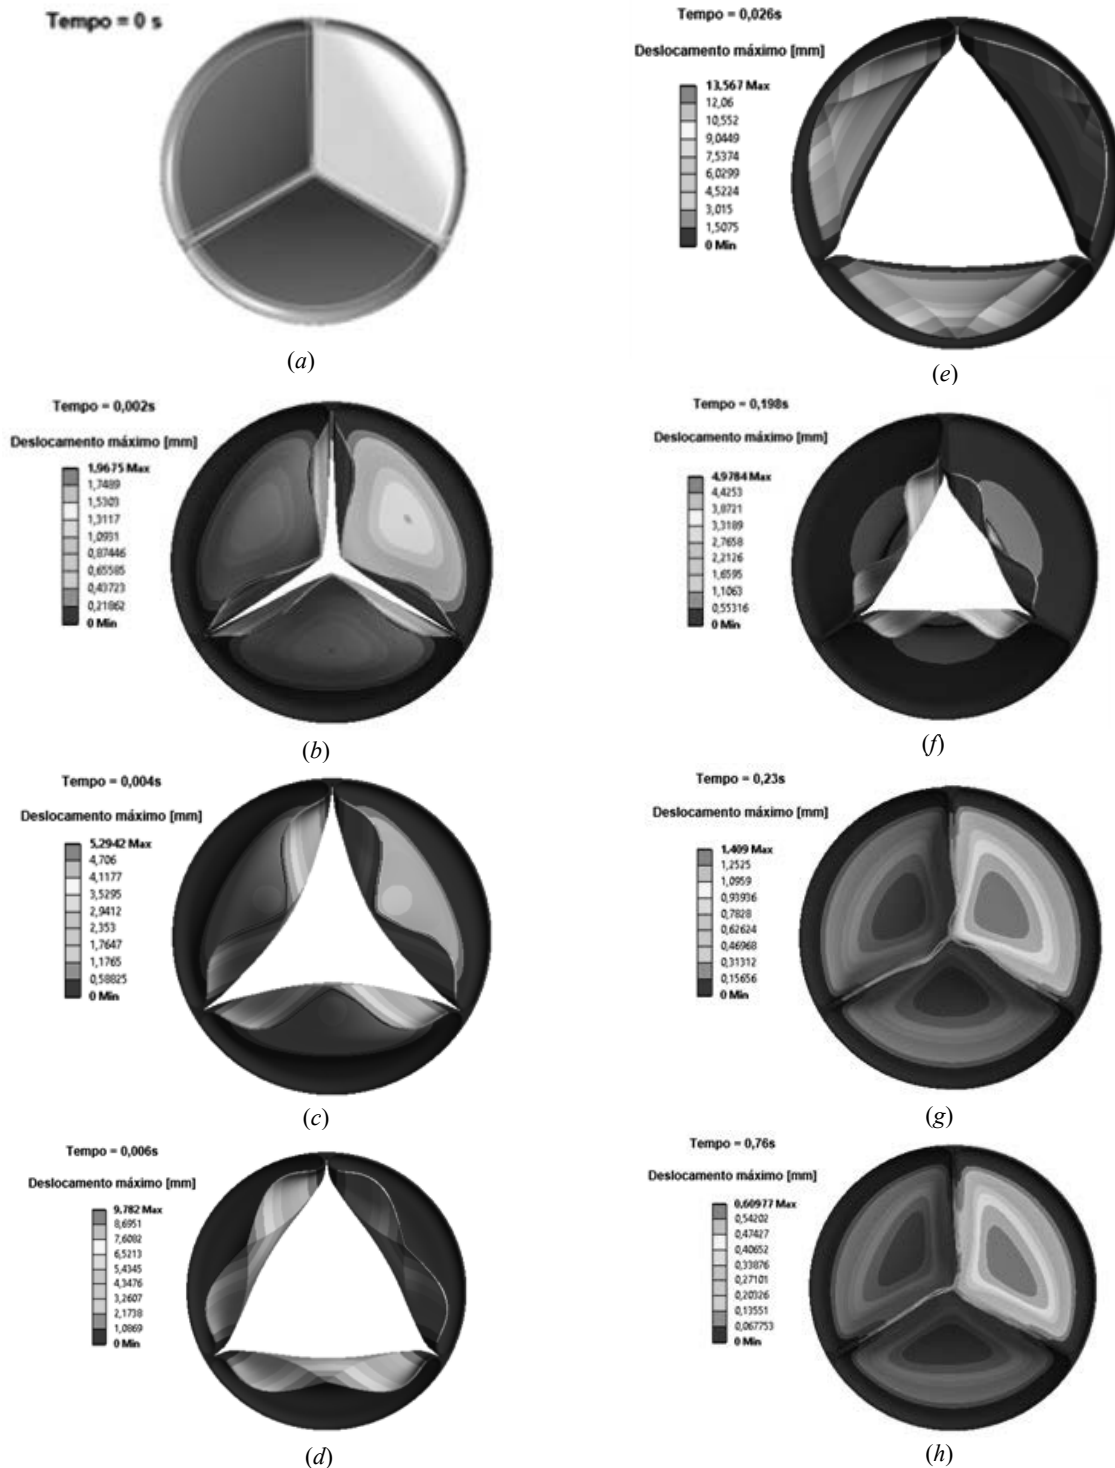 Tempo = 0 s
(a)
Tempo = 0,002s
Deslocamento máximo [mm]
1,9675 Max
1,7489
1,5303
1,3117
1,0931
0,87446
0,65585
0,43723
0,21862
0 Min
(b)
Tempo = 0,004s
Deslocamento máximo [mm]
5,2942 Max
4,706
4,1177
3,5295
2,9412
2,353
1,7647
1,1765
0,58825
0 Min
(c)
Tempo = 0,006s
Deslocamento máximo [mm]
9,782 Max
8,6951
7,6082
6,5213
5,4345
4,3476
3,2607
2,1738
1,0869
0 Min
(d)
Tempo = 0,026s
Deslocamento máximo [mm]
13,567 Max
12,06
10,552
9,0449
7,5374
6,0299
4,5224
3,015
1,5075
0 Min
(e)
Tempo = 0,198s
Deslocamento máximo [mm]
4,9784 Max
4,4253
3,8721
3,3189
2,7658
2,2126
1,6595
1,1063
0,55316
0 Min
(f)
Tempo = 0,23s
Deslocamento máximo [mm]
1,409 Max
1,2525
1,0959
0,93936
0,7828
0,62624
0,46968
0,31312
0,15656
0 Min
(g)
Tempo = 0,76s
Deslocamento máximo [mm]
0,60977 Max
0,54202
0,47427
0,40652
0,33876
0,27101
0,20326
0,13551
0,067753
0 Min
(h)